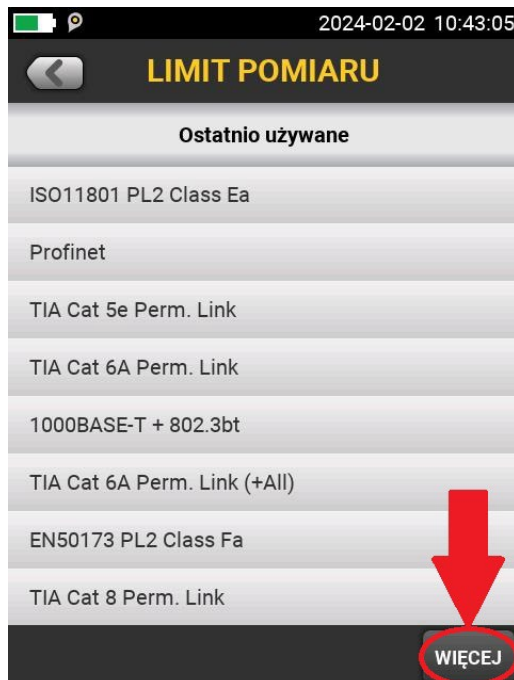 2024-02-02 10:43:05
LIMIT POMIARU
Ostatnio używane
ISO11801 PL2 Class Ea
Profinet
TIA Cat 5e Perm. Link
TIA Cat 6A Perm. Link
1000BASE-T + 802.3bt
TIA Cat 6A Perm. Link (+All)
EN50173 PL2 Class Fa
TIA Cat 8 Perm. Link
WIĘCEJ